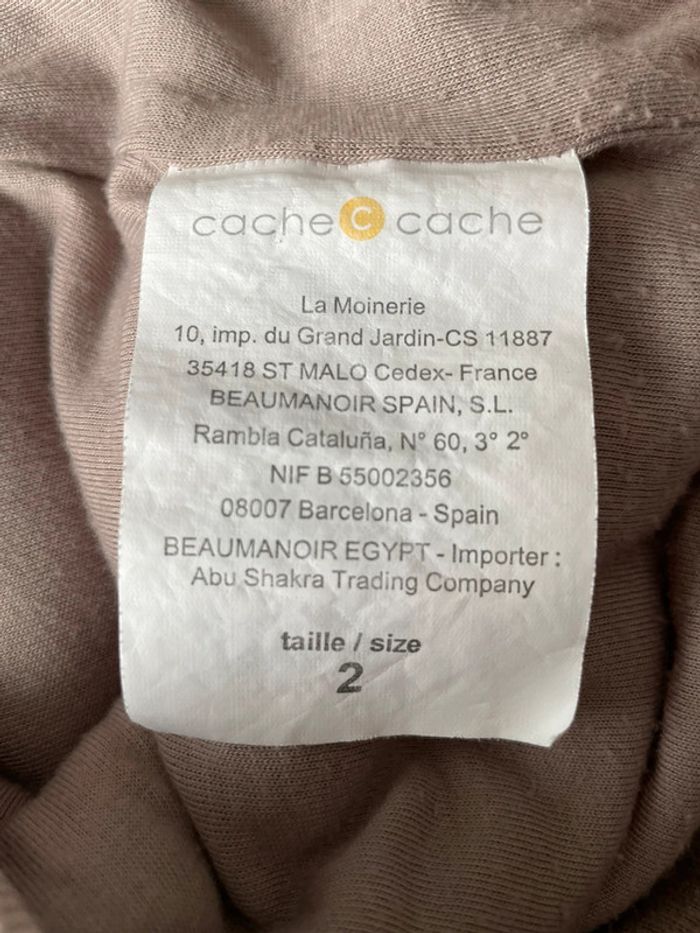 cache c cache
La Moinerie
10, imp. du Grand Jardin-CS 11887
35418 ST MALO Cedex- France
BEAUMANOIR SPAIN, S.L.
Rambla Cataluña, N° 60, 3° 2°
NIF B 55002356
08007 Barcelona - Spain
BEAUMANOIR EGYPT - Importer :
Abu Shakra Trading Company
taille / size
2